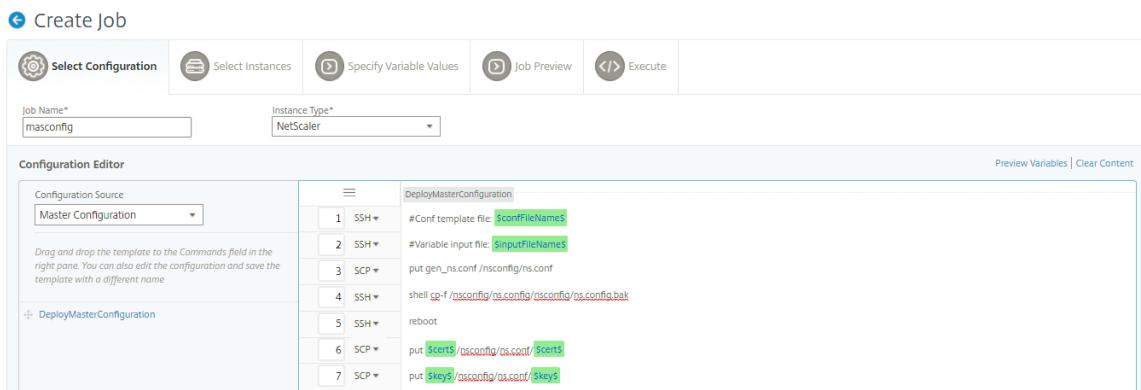 Create Job
Select Configuration
Select Instances
Specify Variable Values
Job Preview
Execute
Job Name*
Instance Type*
masconfig
NetScaler
Configuration Editor
Preview Variables | Clear Content
Configuration Source
Master Configuration
Drag and drop the template to the Commands field in the
right pane. You can also edit the configuration and save the
template with a different name
DeployMasterConfiguration
DeployMasterConfiguration
1 SSH #Conf template file: $confFileName$
2 SSH #Variable input file: $inputFileName$
3 SCP put gen_ns.conf /nsconfig/ns.conf
4 SSH shell cp-f /nsconfig/ns.config/nsconfig/ns.config.bak
5 SSH reboot
6 SCP put $cert$ /nsconfig/ns.conf/ $cert$
7 SCP put $key$ /nsconfig/ns.conf/ $key$